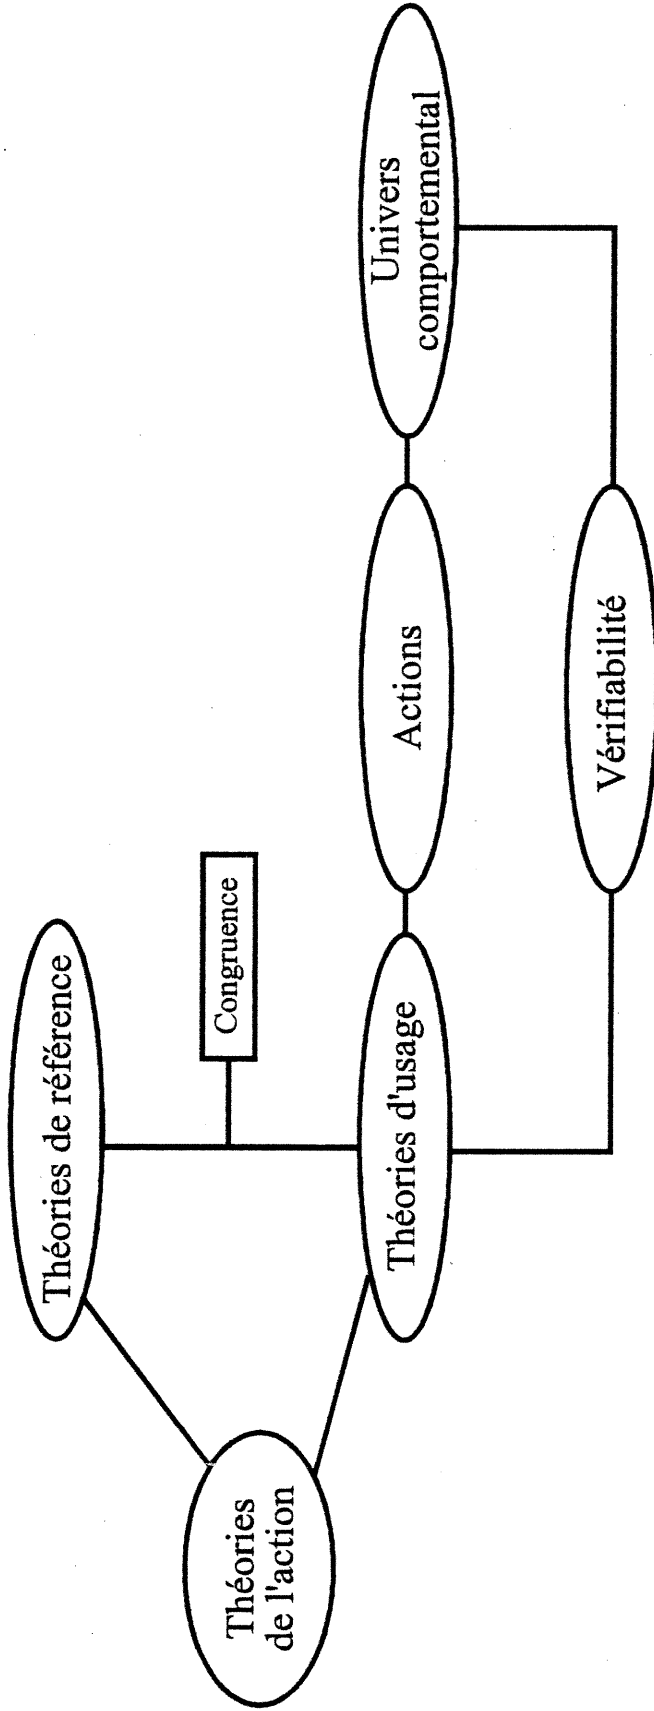 Théories de référence
Congruence
Théories
de l'action
Théories d'usage
Actions
Univers
comportemental
Vérifiabilité